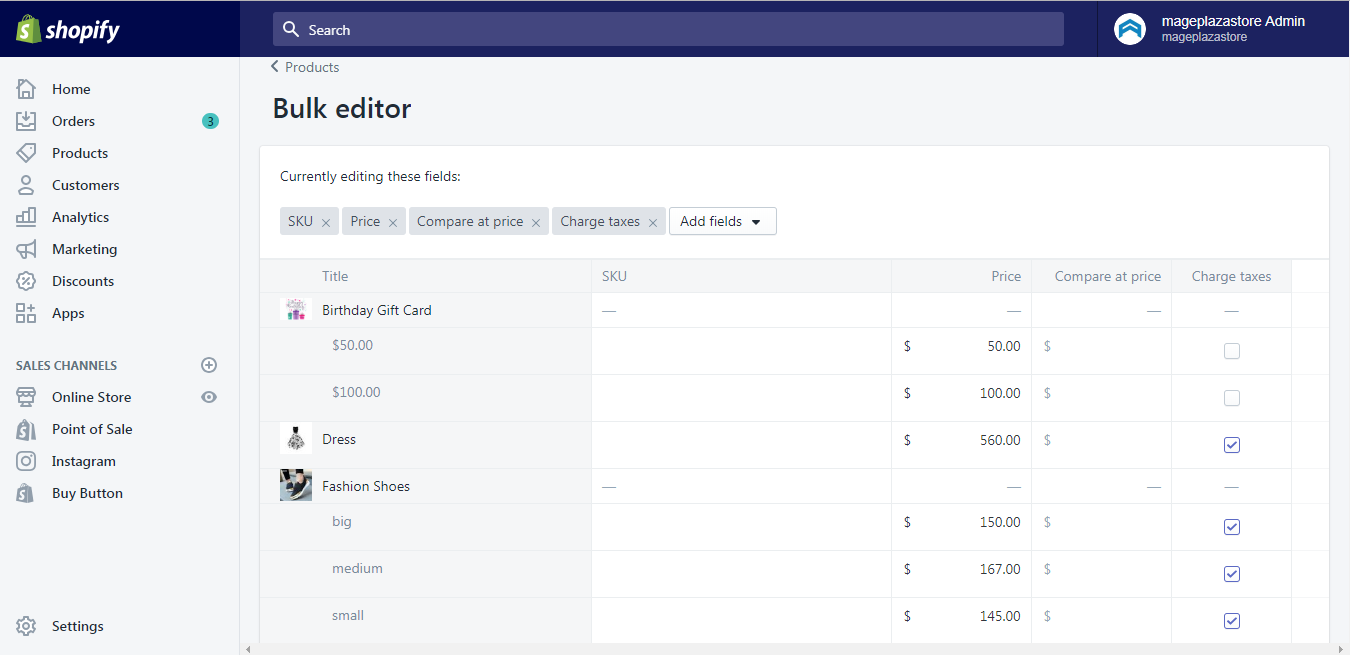 shopify
Search
mageplazastore Admin
mageplazastore
Home
Orders 3
Products
Customers
Analytics
Marketing
Discounts
Apps
SALES CHANNELS
Online Store
Point of Sale
Instagram
Buy Button
Settings
Products
Bulk editor
Currently editing these fields:
SKU × Price × Compare at price × Charge taxes × Add fields
Title SKU Price Compare at price Charge taxes
Birthday Gift Card — — — —
$50.00 $ 50.00 $
$100.00 $ 100.00 $
Dress $ 560.00 $
Fashion Shoes — — — —
big $ 150.00 $
medium $ 167.00 $
small $ 145.00 $